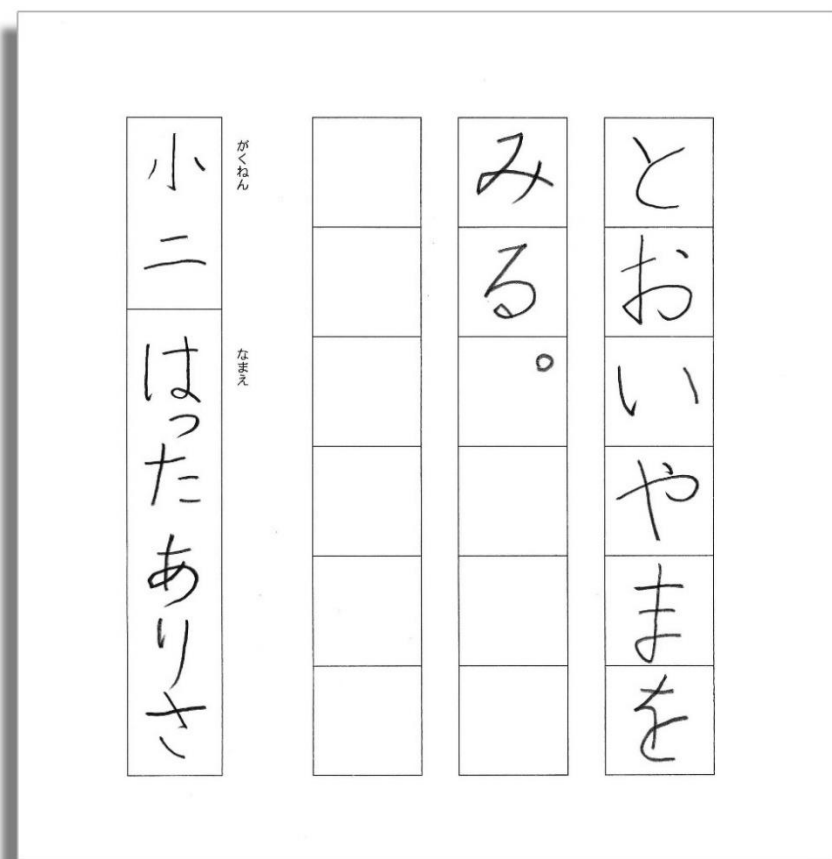 とおいやまを
みる。
がくねん
小二
なまえ
はったありさ